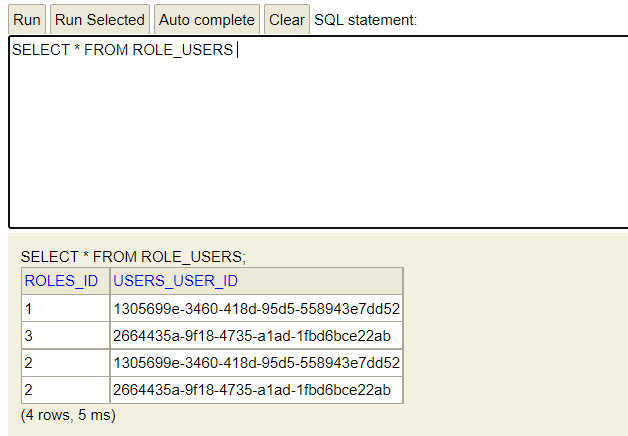 Run Run Selected Auto complete Clear SQL statement:
SELECT * FROM ROLE_USERS
SELECT * FROM ROLE_USERS;
ROLES_ID USERS_USER_ID
1 1305699e-3460-418d-95d5-558943e7dd52
3 2664435a-9f18-4735-a1ad-1fbd6bce22ab
2 1305699e-3460-418d-95d5-558943e7dd52
2 2664435a-9f18-4735-a1ad-1fbd6bce22ab
(4 rows, 5 ms)